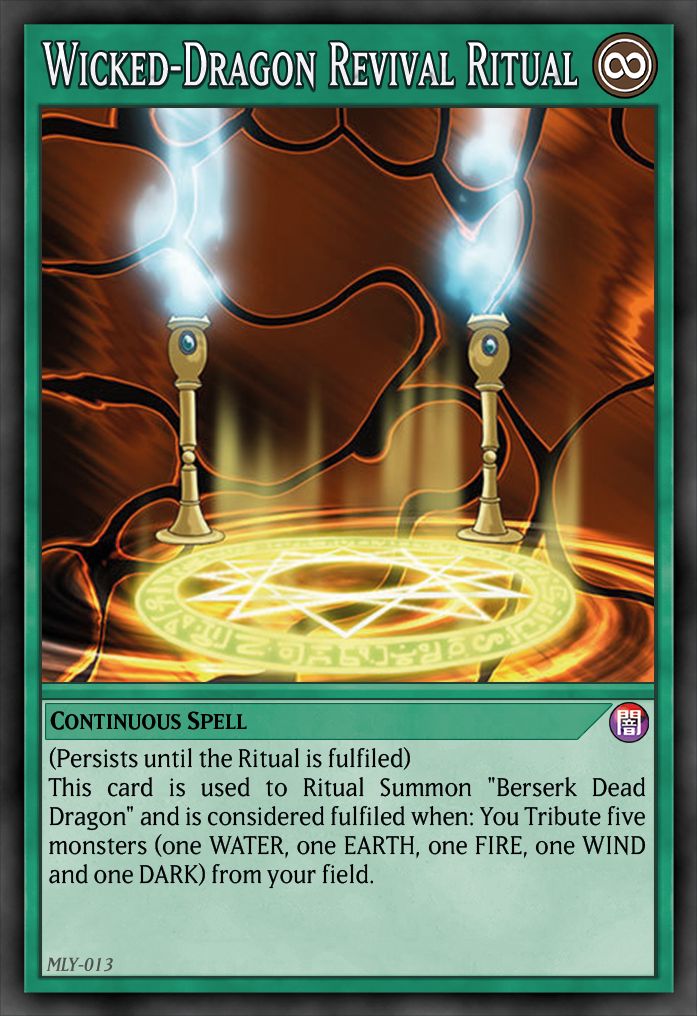 Wicked-Dragon Revival Ritual
Continuous Spell
闇
(Persists until the Ritual is fulfiled)
This card is used to Ritual Summon "Berserk Dead
Dragon" and is considered fulfiled when: You Tribute five
monsters (one WATER, one EARTH, one FIRE, one WIND
and one DARK) from your field.
MLY-013